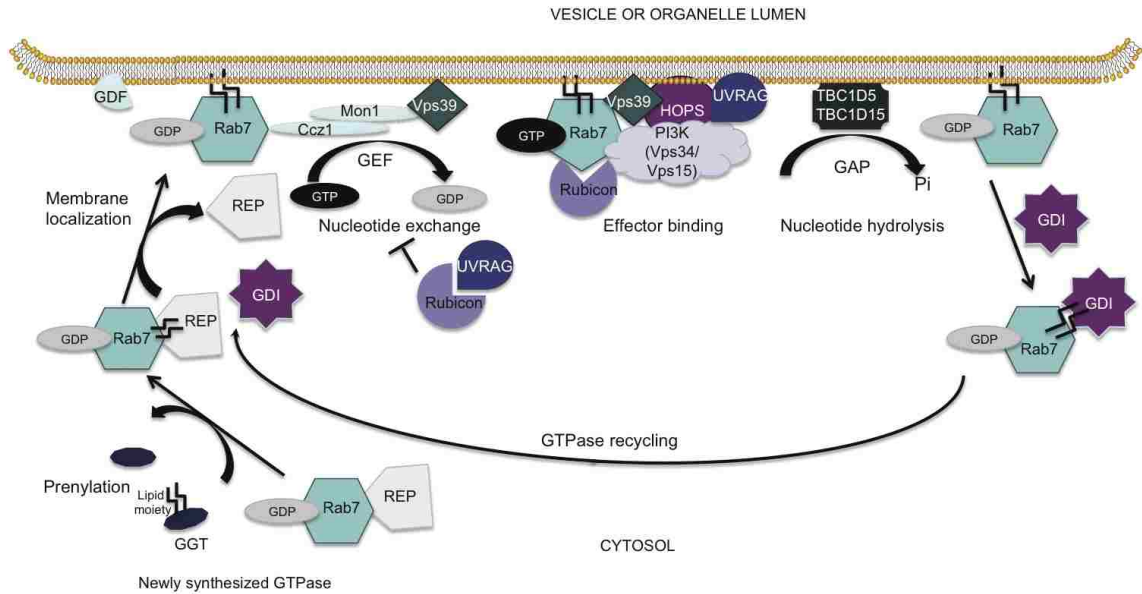 VESICLE OR ORGANELLE LUMEN
GDF
GDP
Rab7
Ccz1
Mon1
Vps39
GEF
GTP
GDP
Nucleotide exchange
UVRAG
Rubicon
GTP
Rab7
Vps39
HOPS
UVRAG
PI3K
(Vps34/
Vps15)
Rubicon
Effector binding
TBC1D5
TBC1D15
GAP
Pi
Nucleotide hydrolysis
GDP
Rab7
GDI
GDP
Rab7
GDI
Membrane
localization
REP
GDI
GDP
Rab7
REP
GTPase recycling
Prenylation
Lipid
moiety
GGT
GDP
Rab7
REP
CYTOSOL
Newly synthesized GTPase